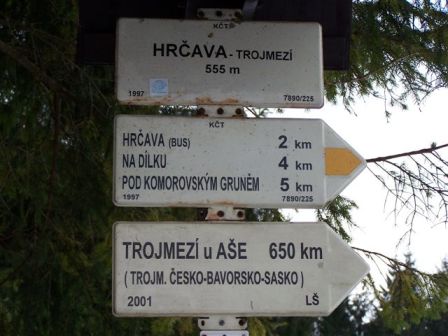 KČT
HRČAVA - TROJMEZÍ
555 m
1997 7890/225
KČT
HRČAVA (BUS) 2 km
NA DÍLKU 4 km
POD KOMOROVSKÝM GRUNĚM 5 km
1997 7890/225
TROJMEZÍ u AŠE 650 km
( TROJM. ČESKO-BAVORSKO-SASKO )
2001 LŠ